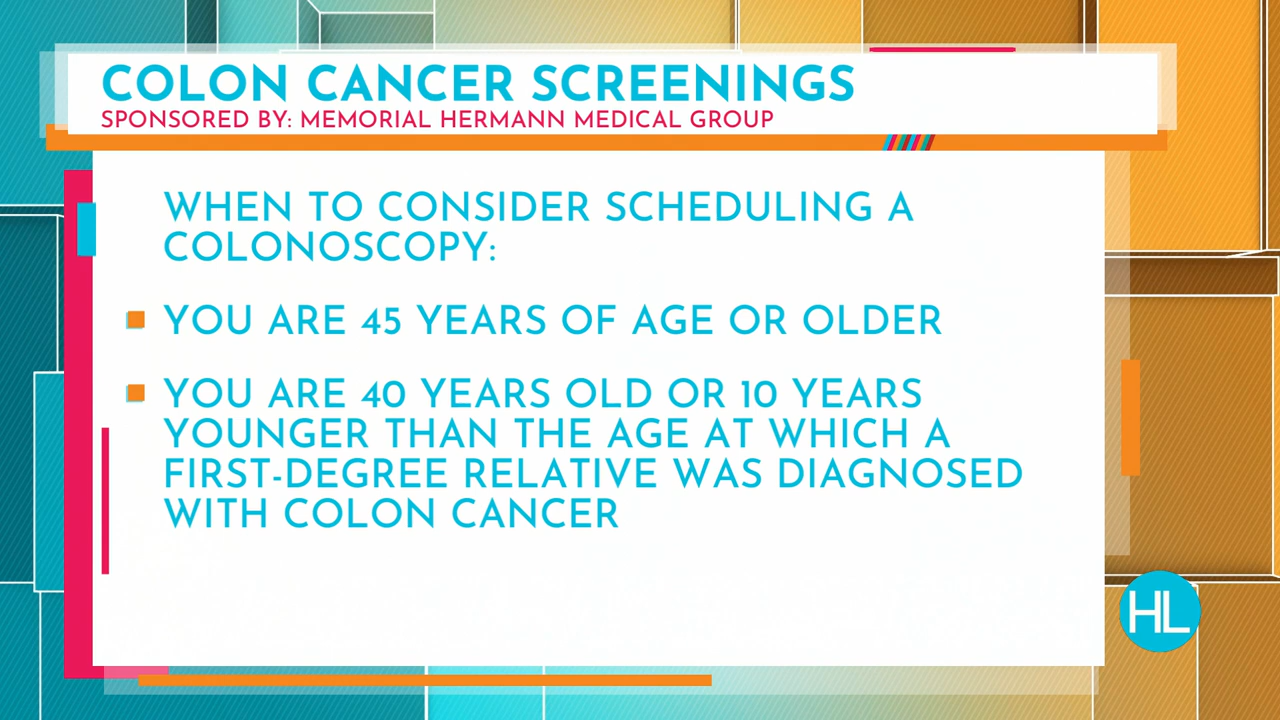 COLON CANCER SCREENINGS
SPONSORED BY: MEMORIAL HERMANN MEDICAL GROUP
WHEN TO CONSIDER SCHEDULING A
COLONOSCOPY:
YOU ARE 45 YEARS OF AGE OR OLDER
YOU ARE 40 YEARS OLD OR 10 YEARS
YOUNGER THAN THE AGE AT WHICH A
FIRST-DEGREE RELATIVE WAS DIAGNOSED
WITH COLON CANCER
HL